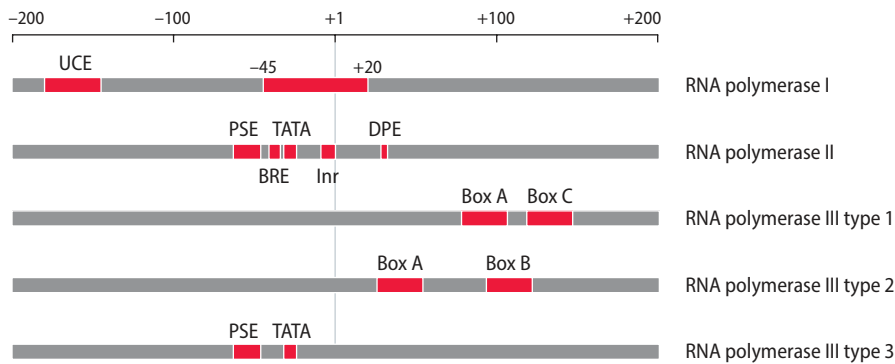 –200 –100 +1 +100 +200
UCE –45 +20
RNA polymerase I
PSE TATA DPE
RNA polymerase II
BRE Inr
Box A Box C
RNA polymerase III type 1
Box A Box B
RNA polymerase III type 2
PSE TATA
RNA polymerase III type 3